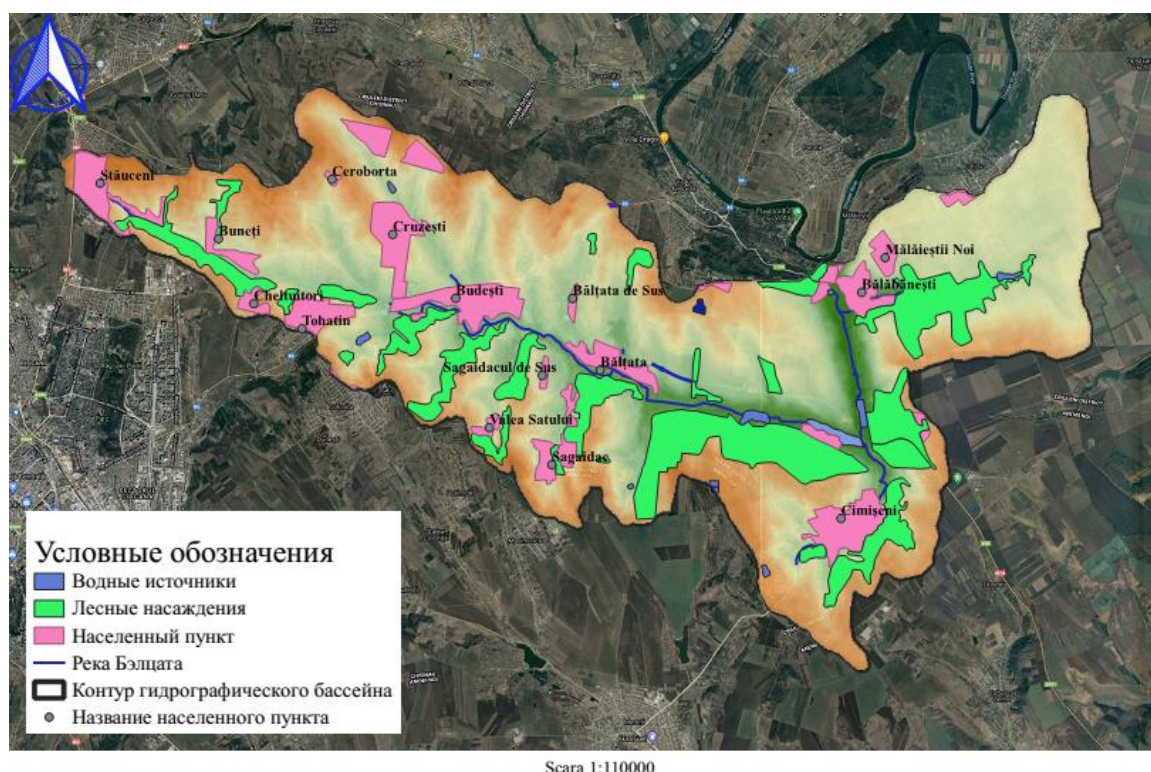 Stăuceni
Ceroborta
Buneți
Cruzești
Mălăieștii Noi
Bălăbănești
Cheltuitori
Budești
Bălțata de Sus
Tohatin
Sagaidacul de Sus
Bălțata
Valea Satului
Sagaidac
Cimișeni
Условные обозначения
Водные источники
Лесные насаждения
Населенный пункт
Река Бэлцата
Контур гидрографического бассейна
Название населенного пункта
Scara 1:110000